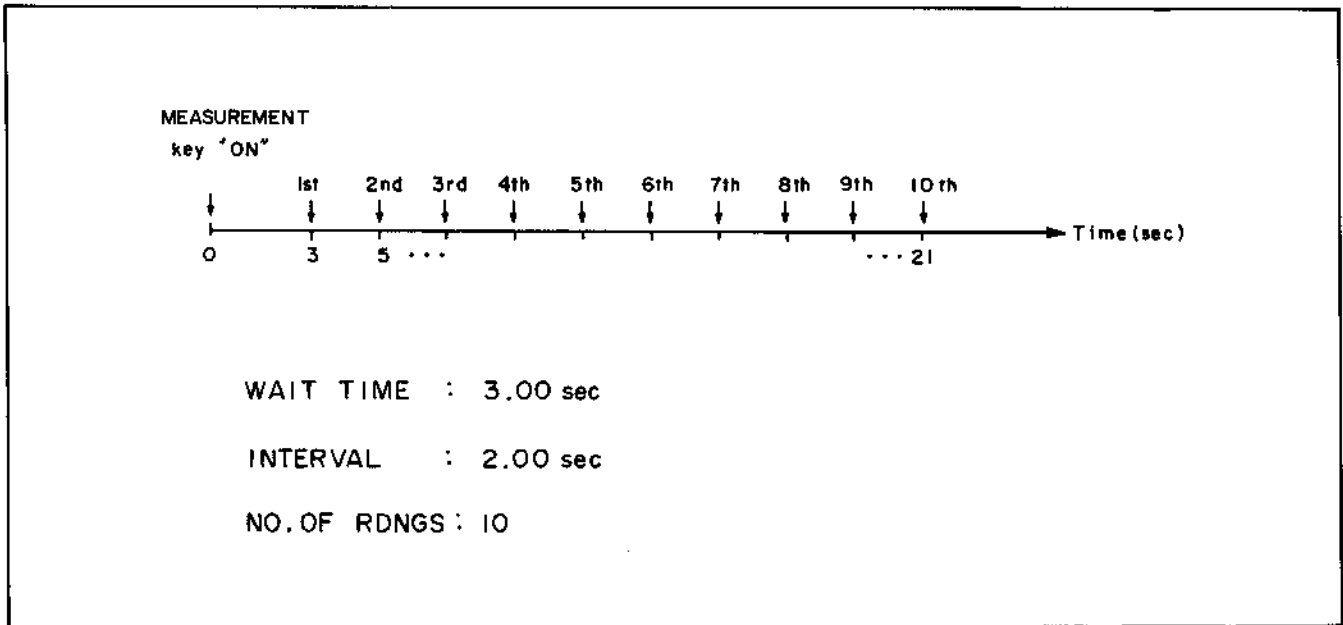 MEASUREMENT
key "ON"
1st 2nd 3rd 4th 5th 6th 7th 8th 9th 10th
Time(sec)
0 3 5 ... ... 21
WAIT TIME : 3.00 sec
INTERVAL : 2.00 sec
NO. OF RDNGS : 10